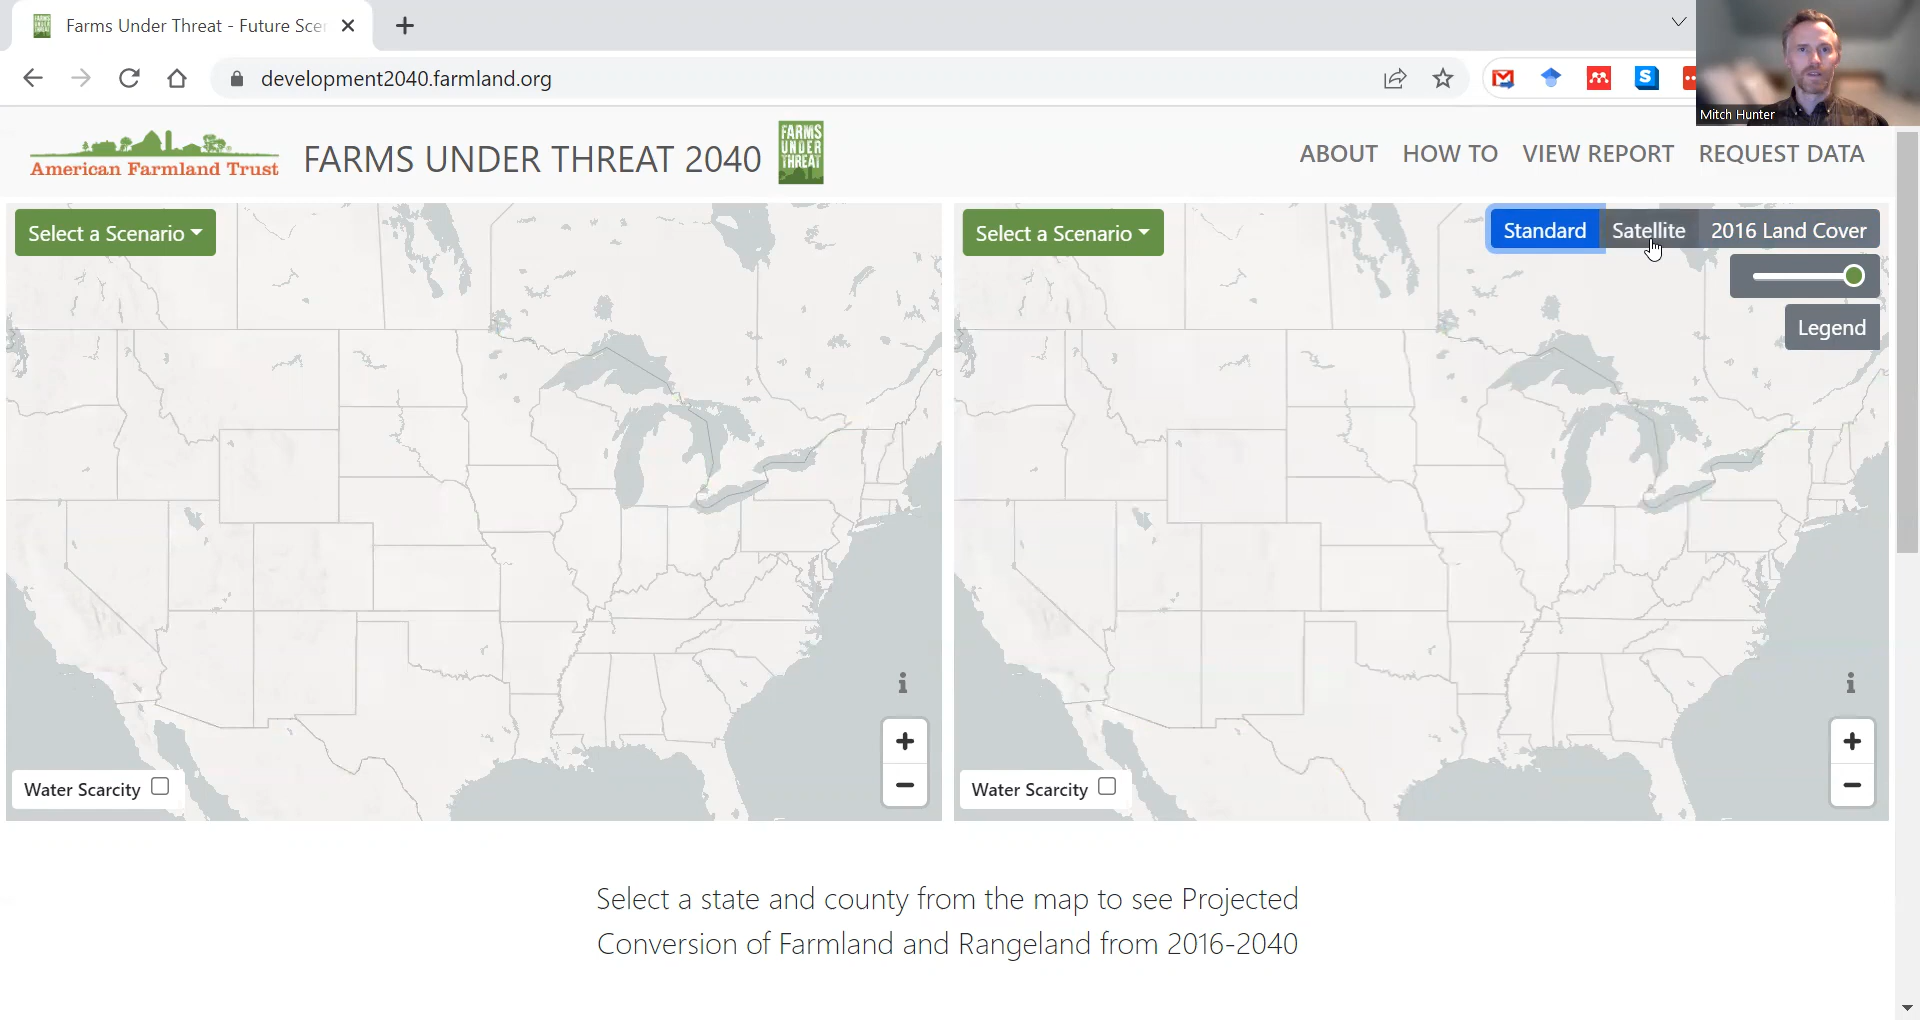 Farms Under Threat - Future Scer
development2040.farmland.org
Mitch Hunter
American Farmland Trust
FARMS UNDER THREAT 2040
FARMS
UNDER
THREAT
ABOUT
HOW TO
VIEW REPORT
REQUEST DATA
Select a Scenario
Select a Scenario
Standard
Satellite
2016 Land Cover
Legend
Water Scarcity
Water Scarcity
Select a state and county from the map to see Projected
Conversion of Farmland and Rangeland from 2016-2040